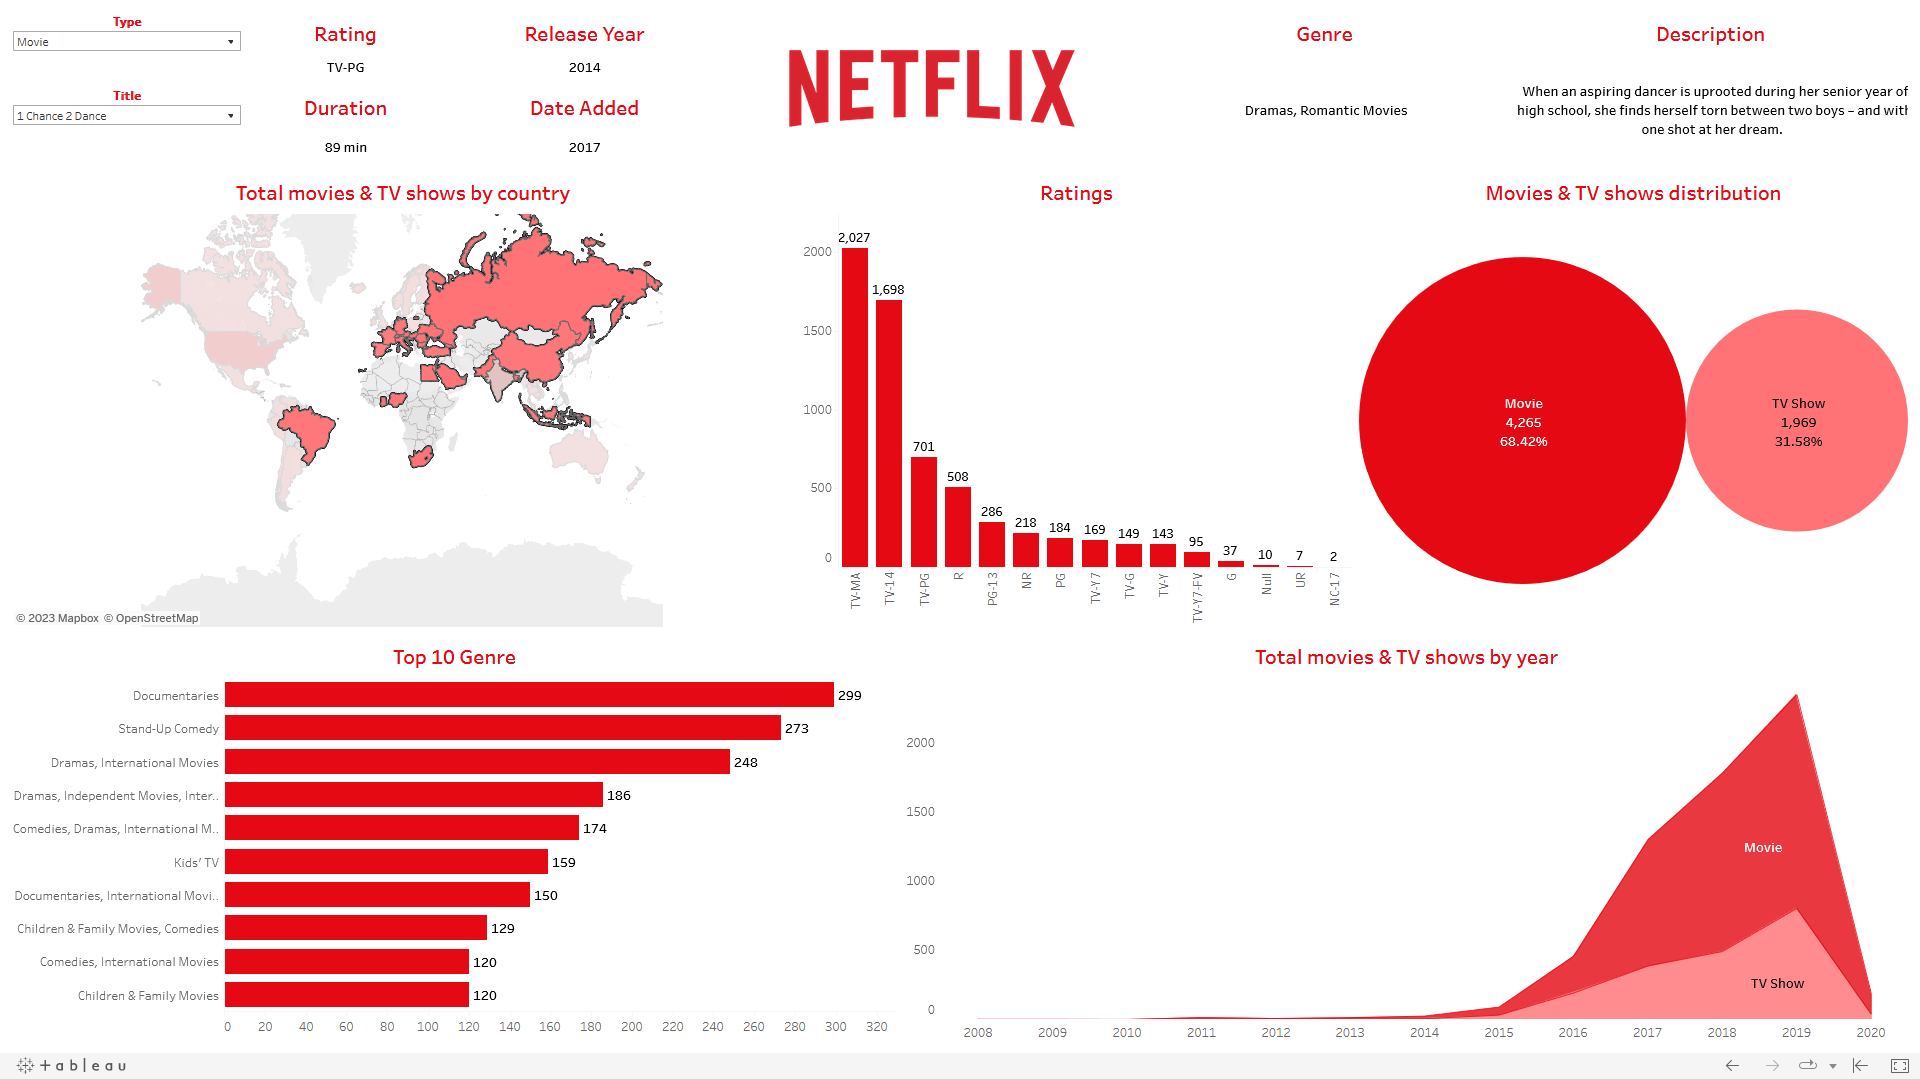 Type
Movie
Title
1 Chance 2 Dance
Rating
TV-PG
Duration
89 min
Release Year
2014
Date Added
2017
NETFLIX
Genre
Dramas, Romantic Movies
Description
When an aspiring dancer is uprooted during her senior year of
high school, she finds herself torn between two boys – and with
one shot at her dream.
Total movies & TV shows by country
© 2023 Mapbox © OpenStreetMap
Ratings
2000
1500
1000
500
0
2,027
1,698
701
508
286
218
184
169
149
143
95
37
10
7
2
TV-MA
TV-14
TV-PG
R
PG-13
NR
PG
TV-Y7
TV-G
TV-Y
TV-Y7-FV
G
Null
UR
NC-17
Movies & TV shows distribution
Movie
4,265
68.42%
TV Show
1,969
31.58%
Top 10 Genre
Documentaries 299
Stand-Up Comedy 273
Dramas, International Movies 248
Dramas, Independent Movies, Inter.. 186
Comedies, Dramas, International M.. 174
Kids' TV 159
Documentaries, International Movi.. 150
Children & Family Movies, Comedies 129
Comedies, International Movies 120
Children & Family Movies 120
0 20 40 60 80 100 120 140 160 180 200 220 240 260 280 300 320
Total movies & TV shows by year
2000
1500
1000
500
0
Movie
TV Show
2008 2009 2010 2011 2012 2013 2014 2015 2016 2017 2018 2019 2020
+ableau